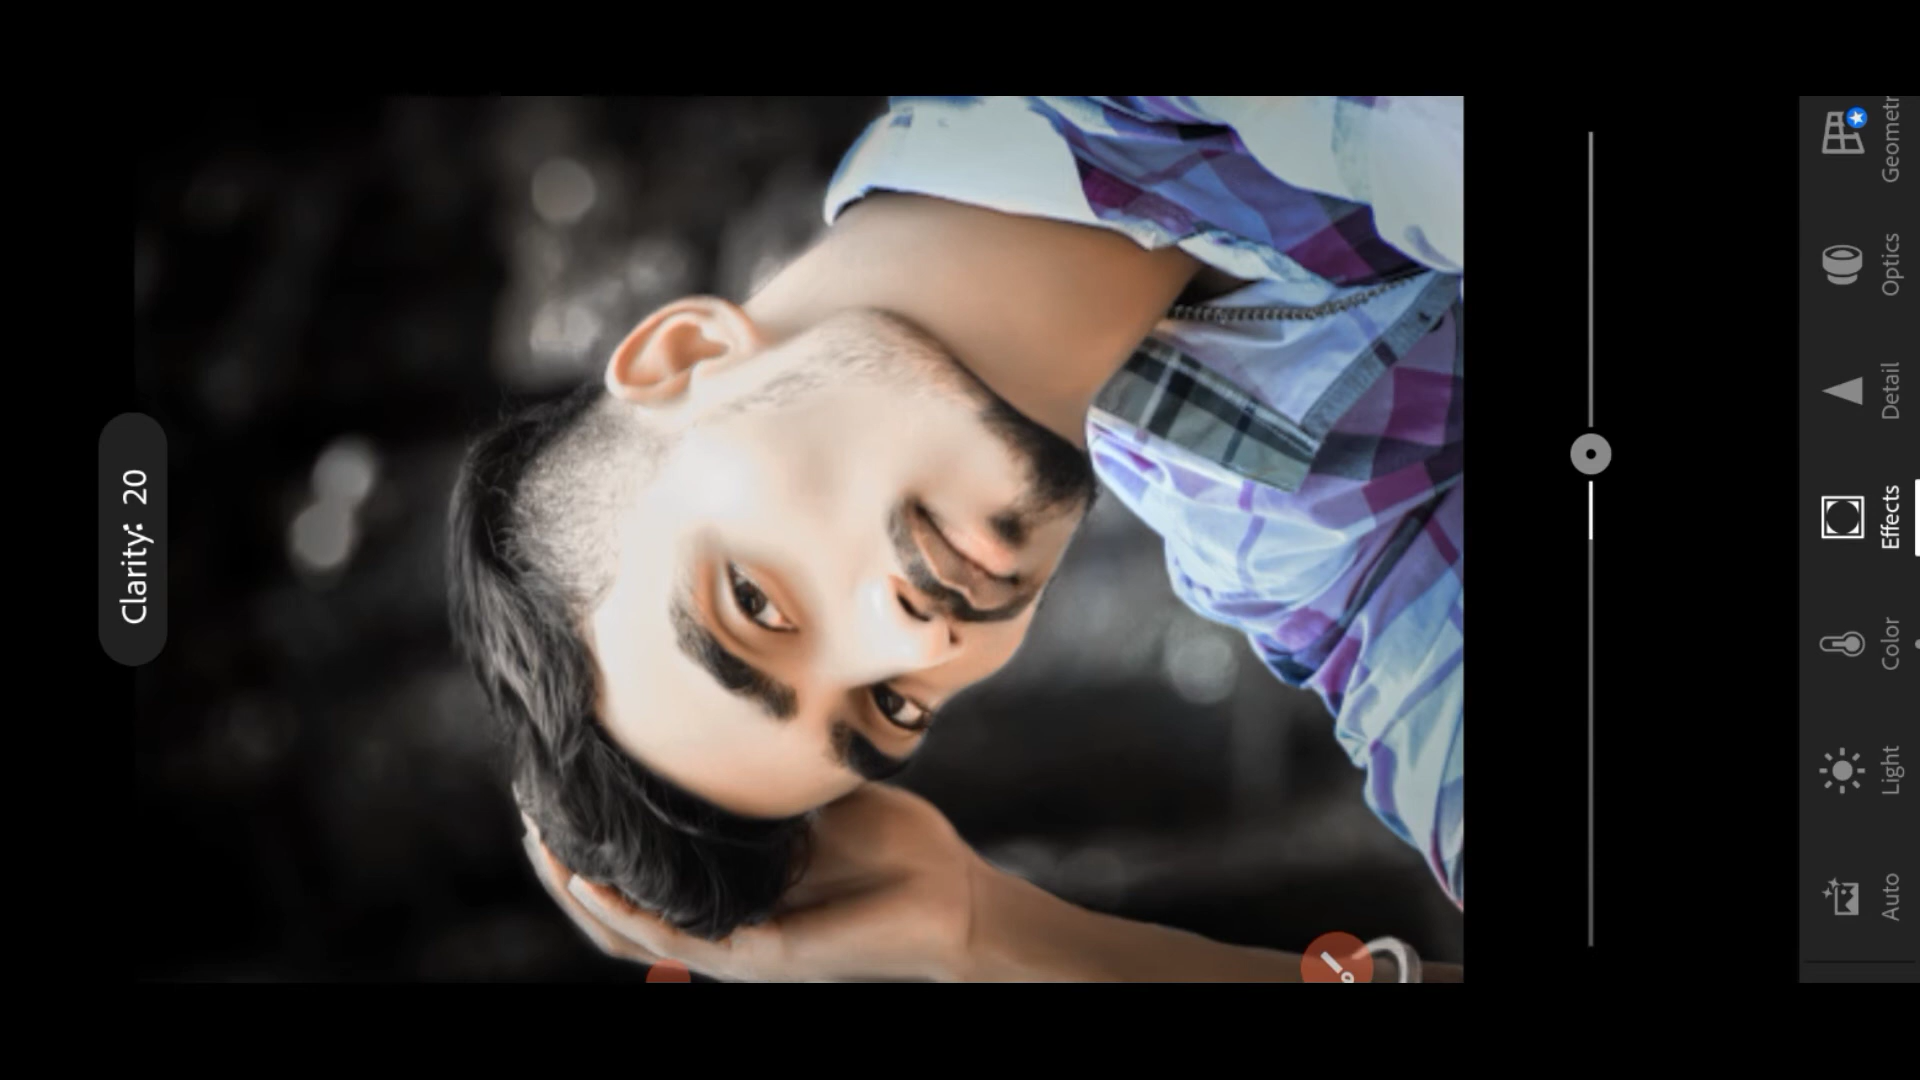 Clarity: 20
Auto
Light
Color
Effects
Detail
Optics
Geometr